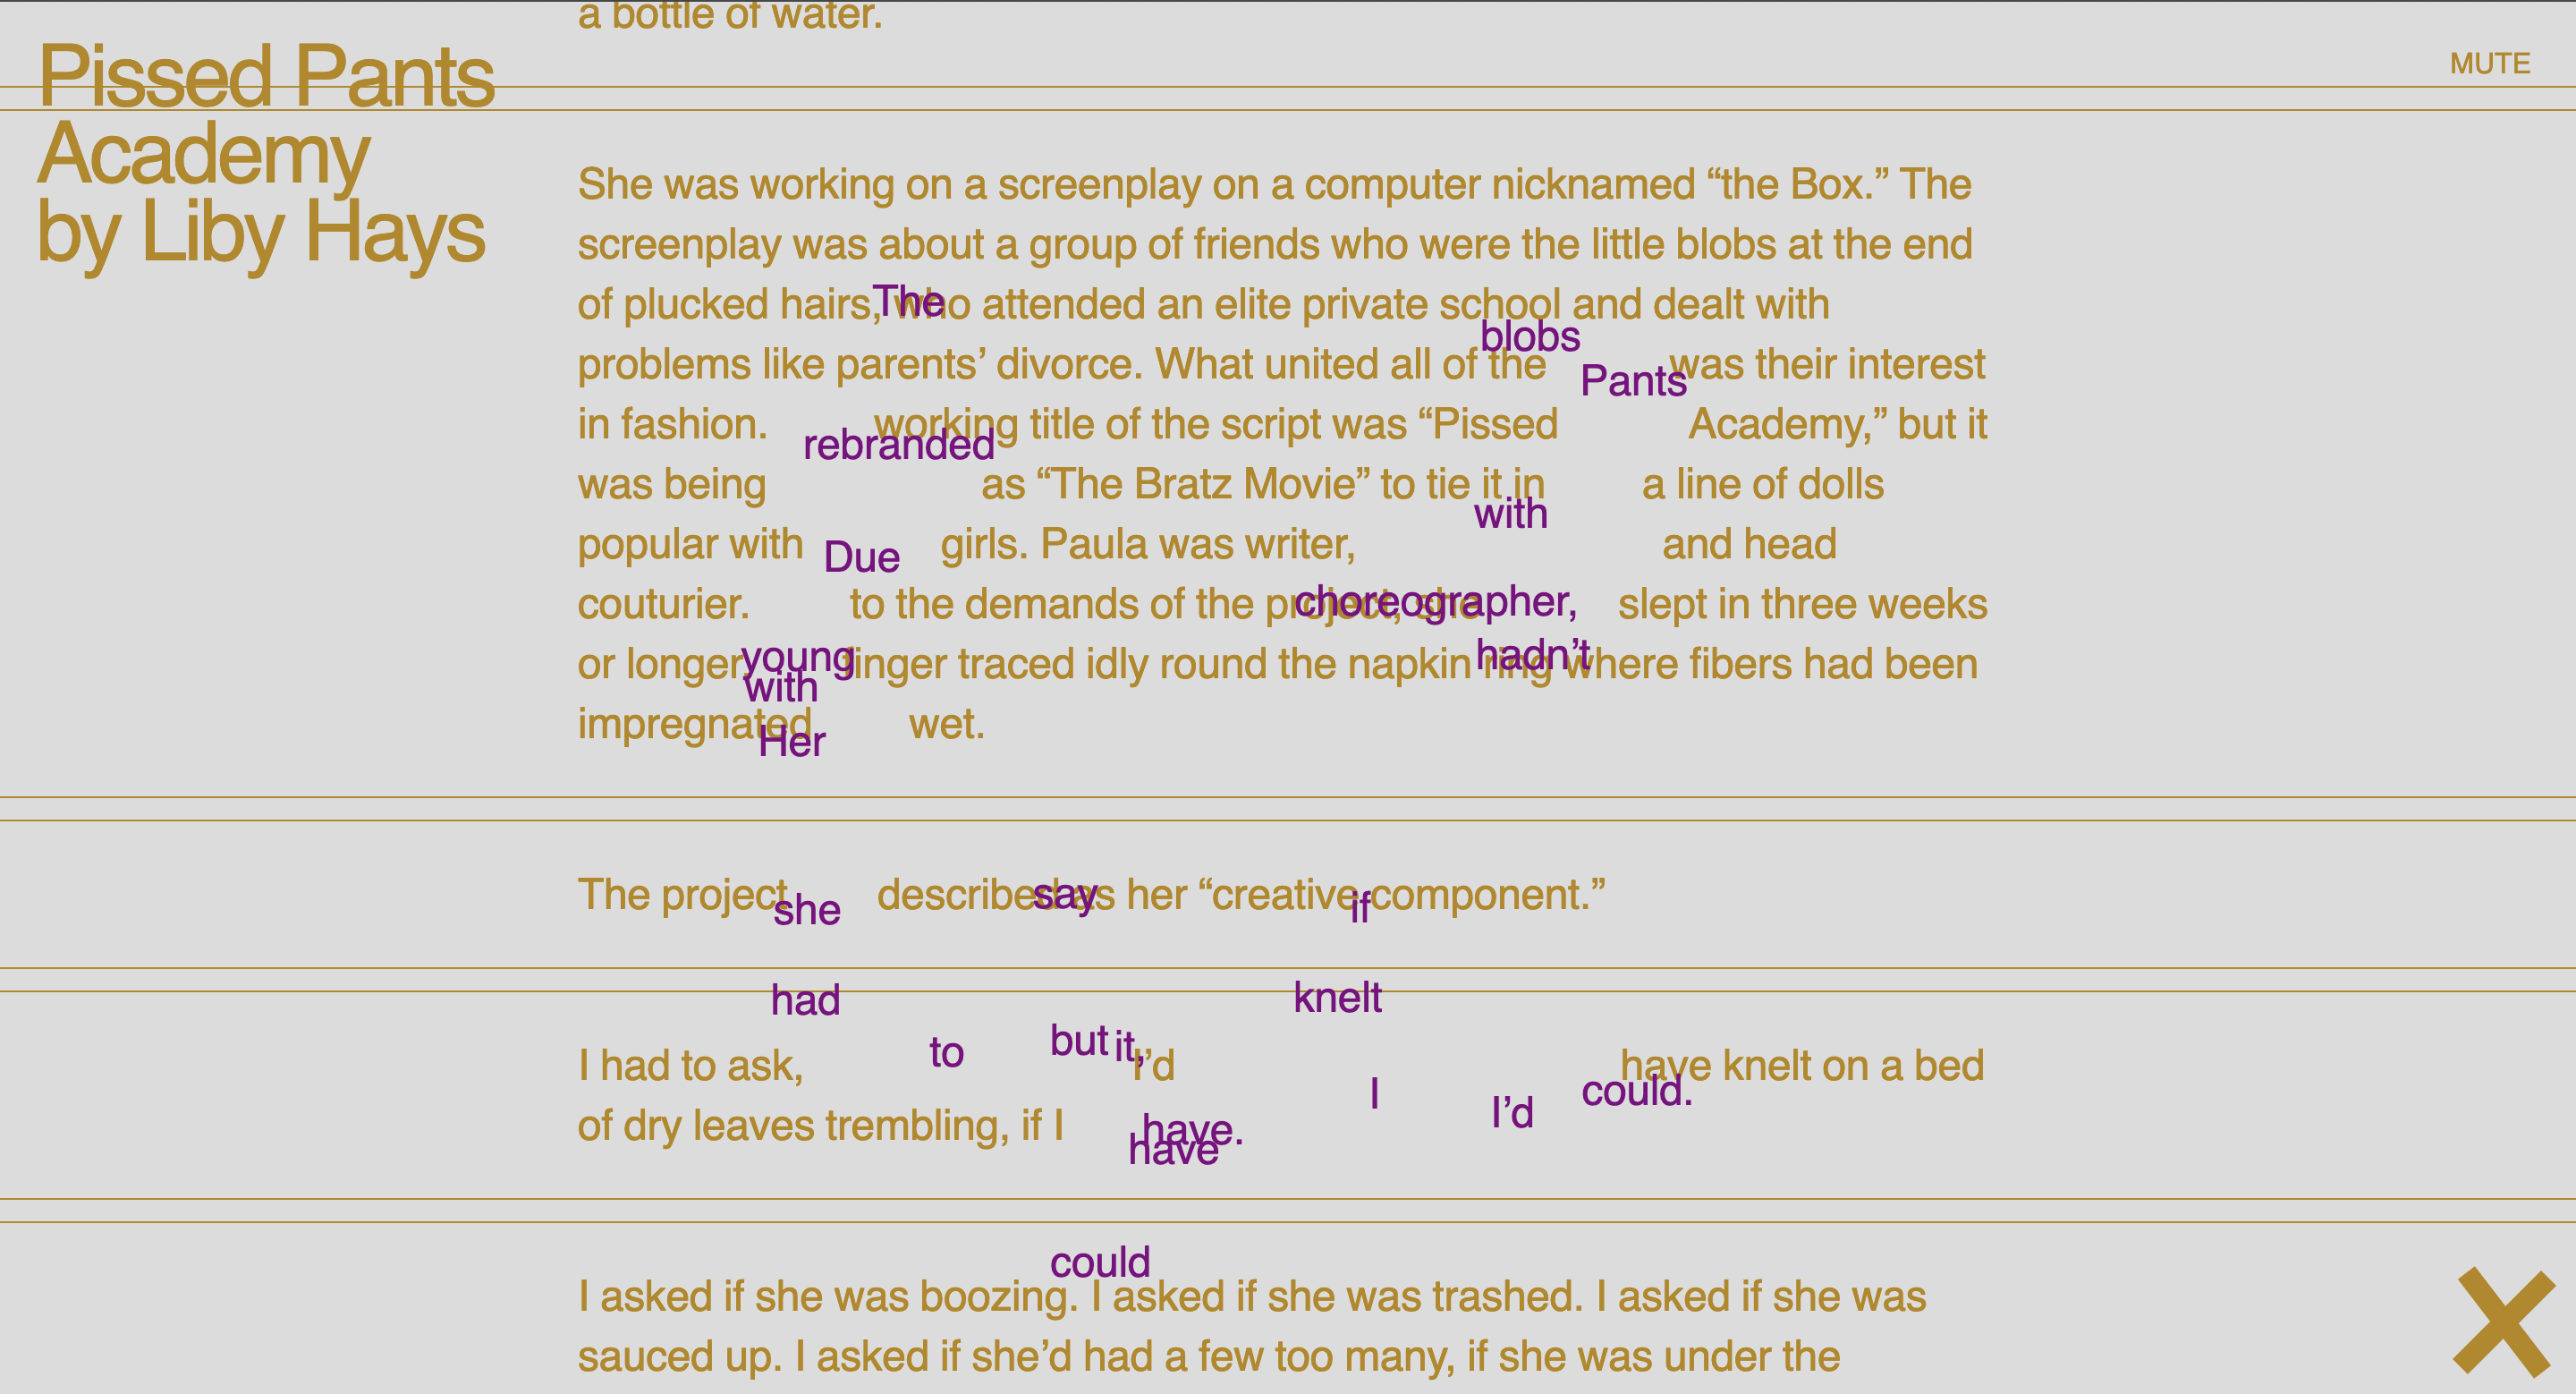 a bottle of water.
Pissed Pants
Academy
by Liby Hays
MUTE
She was working on a screenplay on a computer nicknamed “the Box.” The
screenplay was about a group of friends who were the little blobs at the end
of plucked hairs, who attended an elite private school and dealt with
The
blobs
problems like parents’ divorce. What united all of the was their interest
Pants
in fashion. working title of the script was “Pissed Academy,” but it
rebranded
was being as “The Bratz Movie” to tie it in a line of dolls
with
popular with girls. Paula was writer, and head
Due
couturier. to the demands of the project, she slept in three weeks
choreographer,
or longer. finger traced idly round the napkin ring where fibers had been
young
hadn’t
with
impregnated wet.
Her
The project described as her “creative component.”
she
say
if
had
knelt
to
but
it,
I had to ask, I’d have knelt on a bed
I
I’d
could.
of dry leaves trembling, if I
have.
have
could
I asked if she was boozing. I asked if she was trashed. I asked if she was
sauced up. I asked if she’d had a few too many, if she was under the